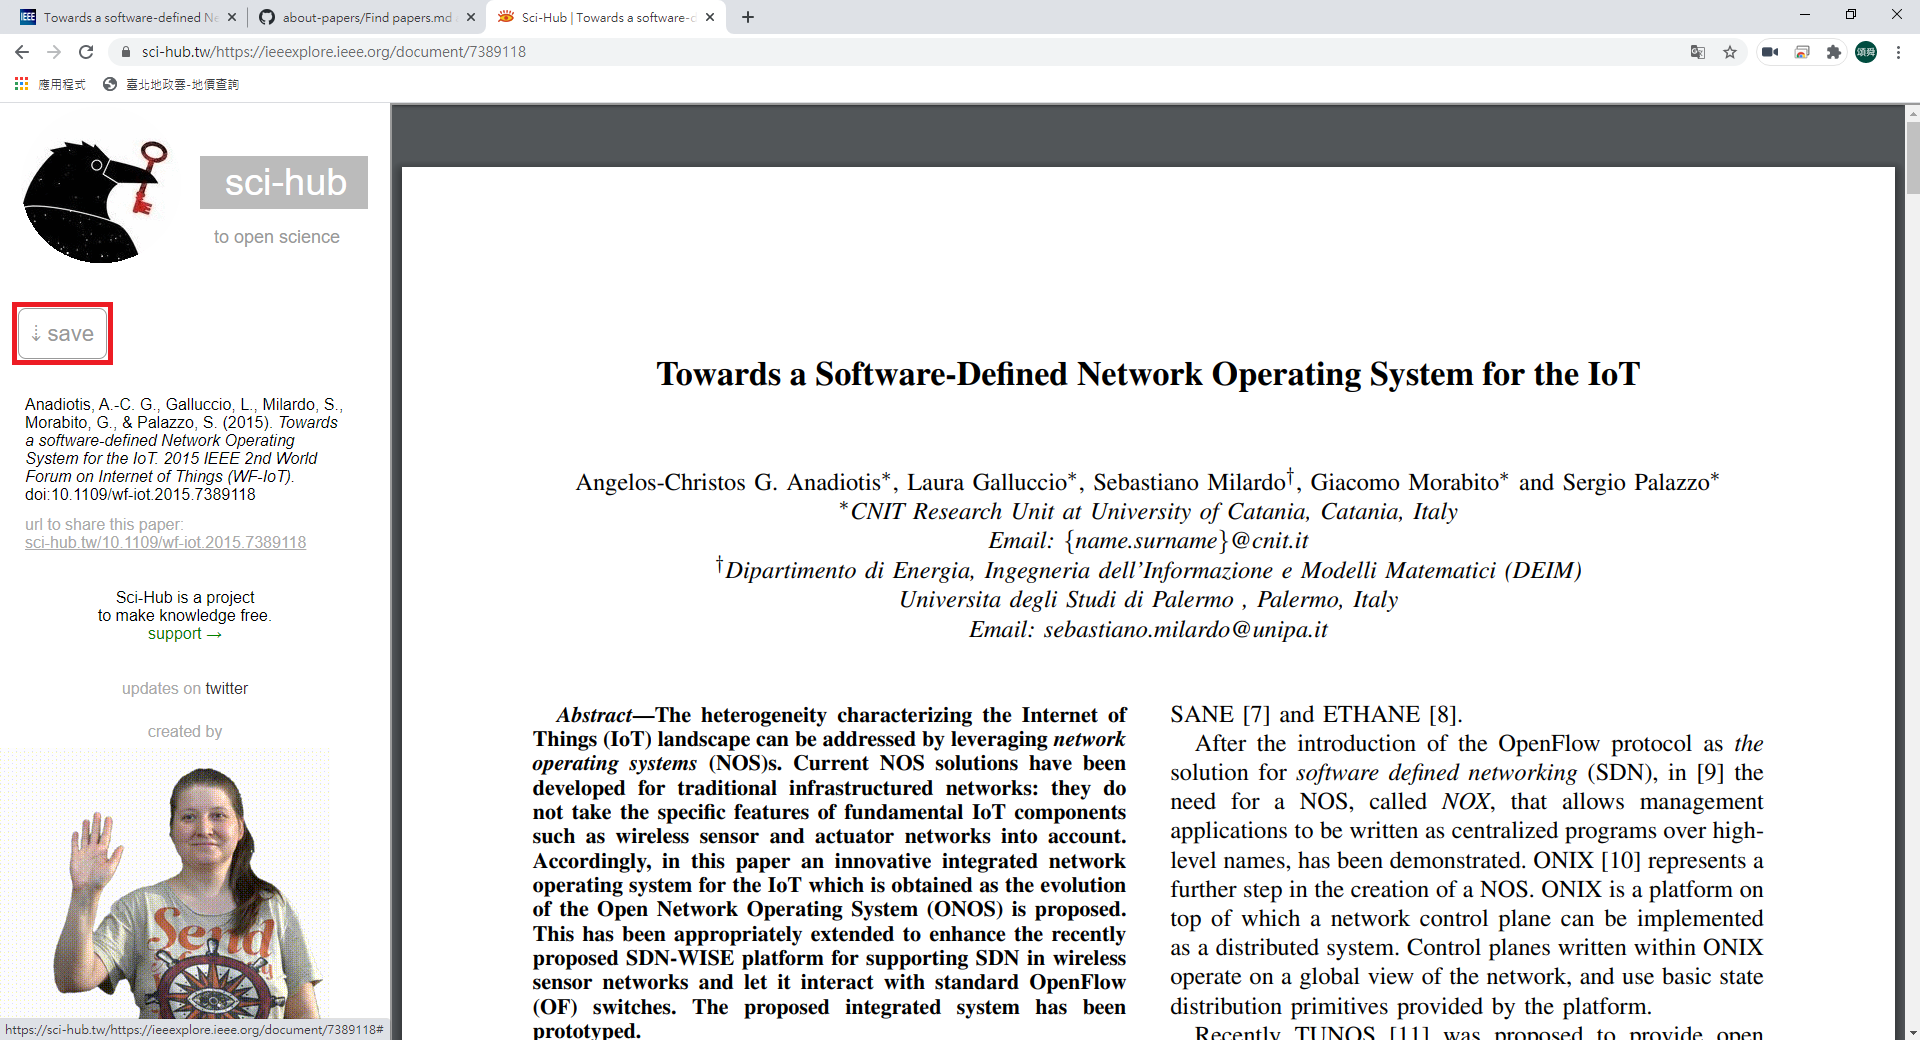 Towards a software-defined Ne
about-papers/Find papers.md
Sci-Hub | Towards a software-d
sci-hub.tw/https://ieeexplore.ieee.org/document/7389118
頌舜
應用程式
臺北地政雲-地價查詢
sci-hub
to open science
⇣ save
Anadiotis, A.-C. G., Galluccio, L., Milardo, S.,
Morabito, G., & Palazzo, S. (2015). Towards
a software-defined Network Operating
System for the IoT. 2015 IEEE 2nd World
Forum on Internet of Things (WF-IoT).
doi:10.1109/wf-iot.2015.7389118
url to share this paper:
sci-hub.tw/10.1109/wf-iot.2015.7389118
Sci-Hub is a project
to make knowledge free.
support →
updates on twitter
created by
Send
https://sci-hub.tw/https://ieeexplore.ieee.org/document/7389118#
Towards a Software-Defined Network Operating System for the IoT
Angelos-Christos G. Anadiotis*, Laura Galluccio*, Sebastiano Milardo†, Giacomo Morabito* and Sergio Palazzo*
*CNIT Research Unit at University of Catania, Catania, Italy
Email: {name.surname}@cnit.it
†Dipartimento di Energia, Ingegneria dell'Informazione e Modelli Matematici (DEIM)
Universita degli Studi di Palermo , Palermo, Italy
Email: sebastiano.milardo@unipa.it
Abstract—The heterogeneity characterizing the Internet of
Things (IoT) landscape can be addressed by leveraging network
operating systems (NOS)s. Current NOS solutions have been
developed for traditional infrastructured networks: they do
not take the specific features of fundamental IoT components
such as wireless sensor and actuator networks into account.
Accordingly, in this paper an innovative integrated network
operating system for the IoT which is obtained as the evolution
of the Open Network Operating System (ONOS) is proposed.
This has been appropriately extended to enhance the recently
proposed SDN-WISE platform for supporting SDN in wireless
sensor networks and let it interact with standard OpenFlow
(OF) switches. The proposed integrated system has been
prototyped.
SANE [7] and ETHANE [8].
After the introduction of the OpenFlow protocol as the
solution for software defined networking (SDN), in [9] the
need for a NOS, called NOX, that allows management
applications to be written as centralized programs over high-
level names, has been demonstrated. ONIX [10] represents a
further step in the creation of a NOS. ONIX is a platform on
top of which a network control plane can be implemented
as a distributed system. Control planes written within ONIX
operate on a global view of the network, and use basic state
distribution primitives provided by the platform.
Recently TUNOS [11] was proposed to provide open